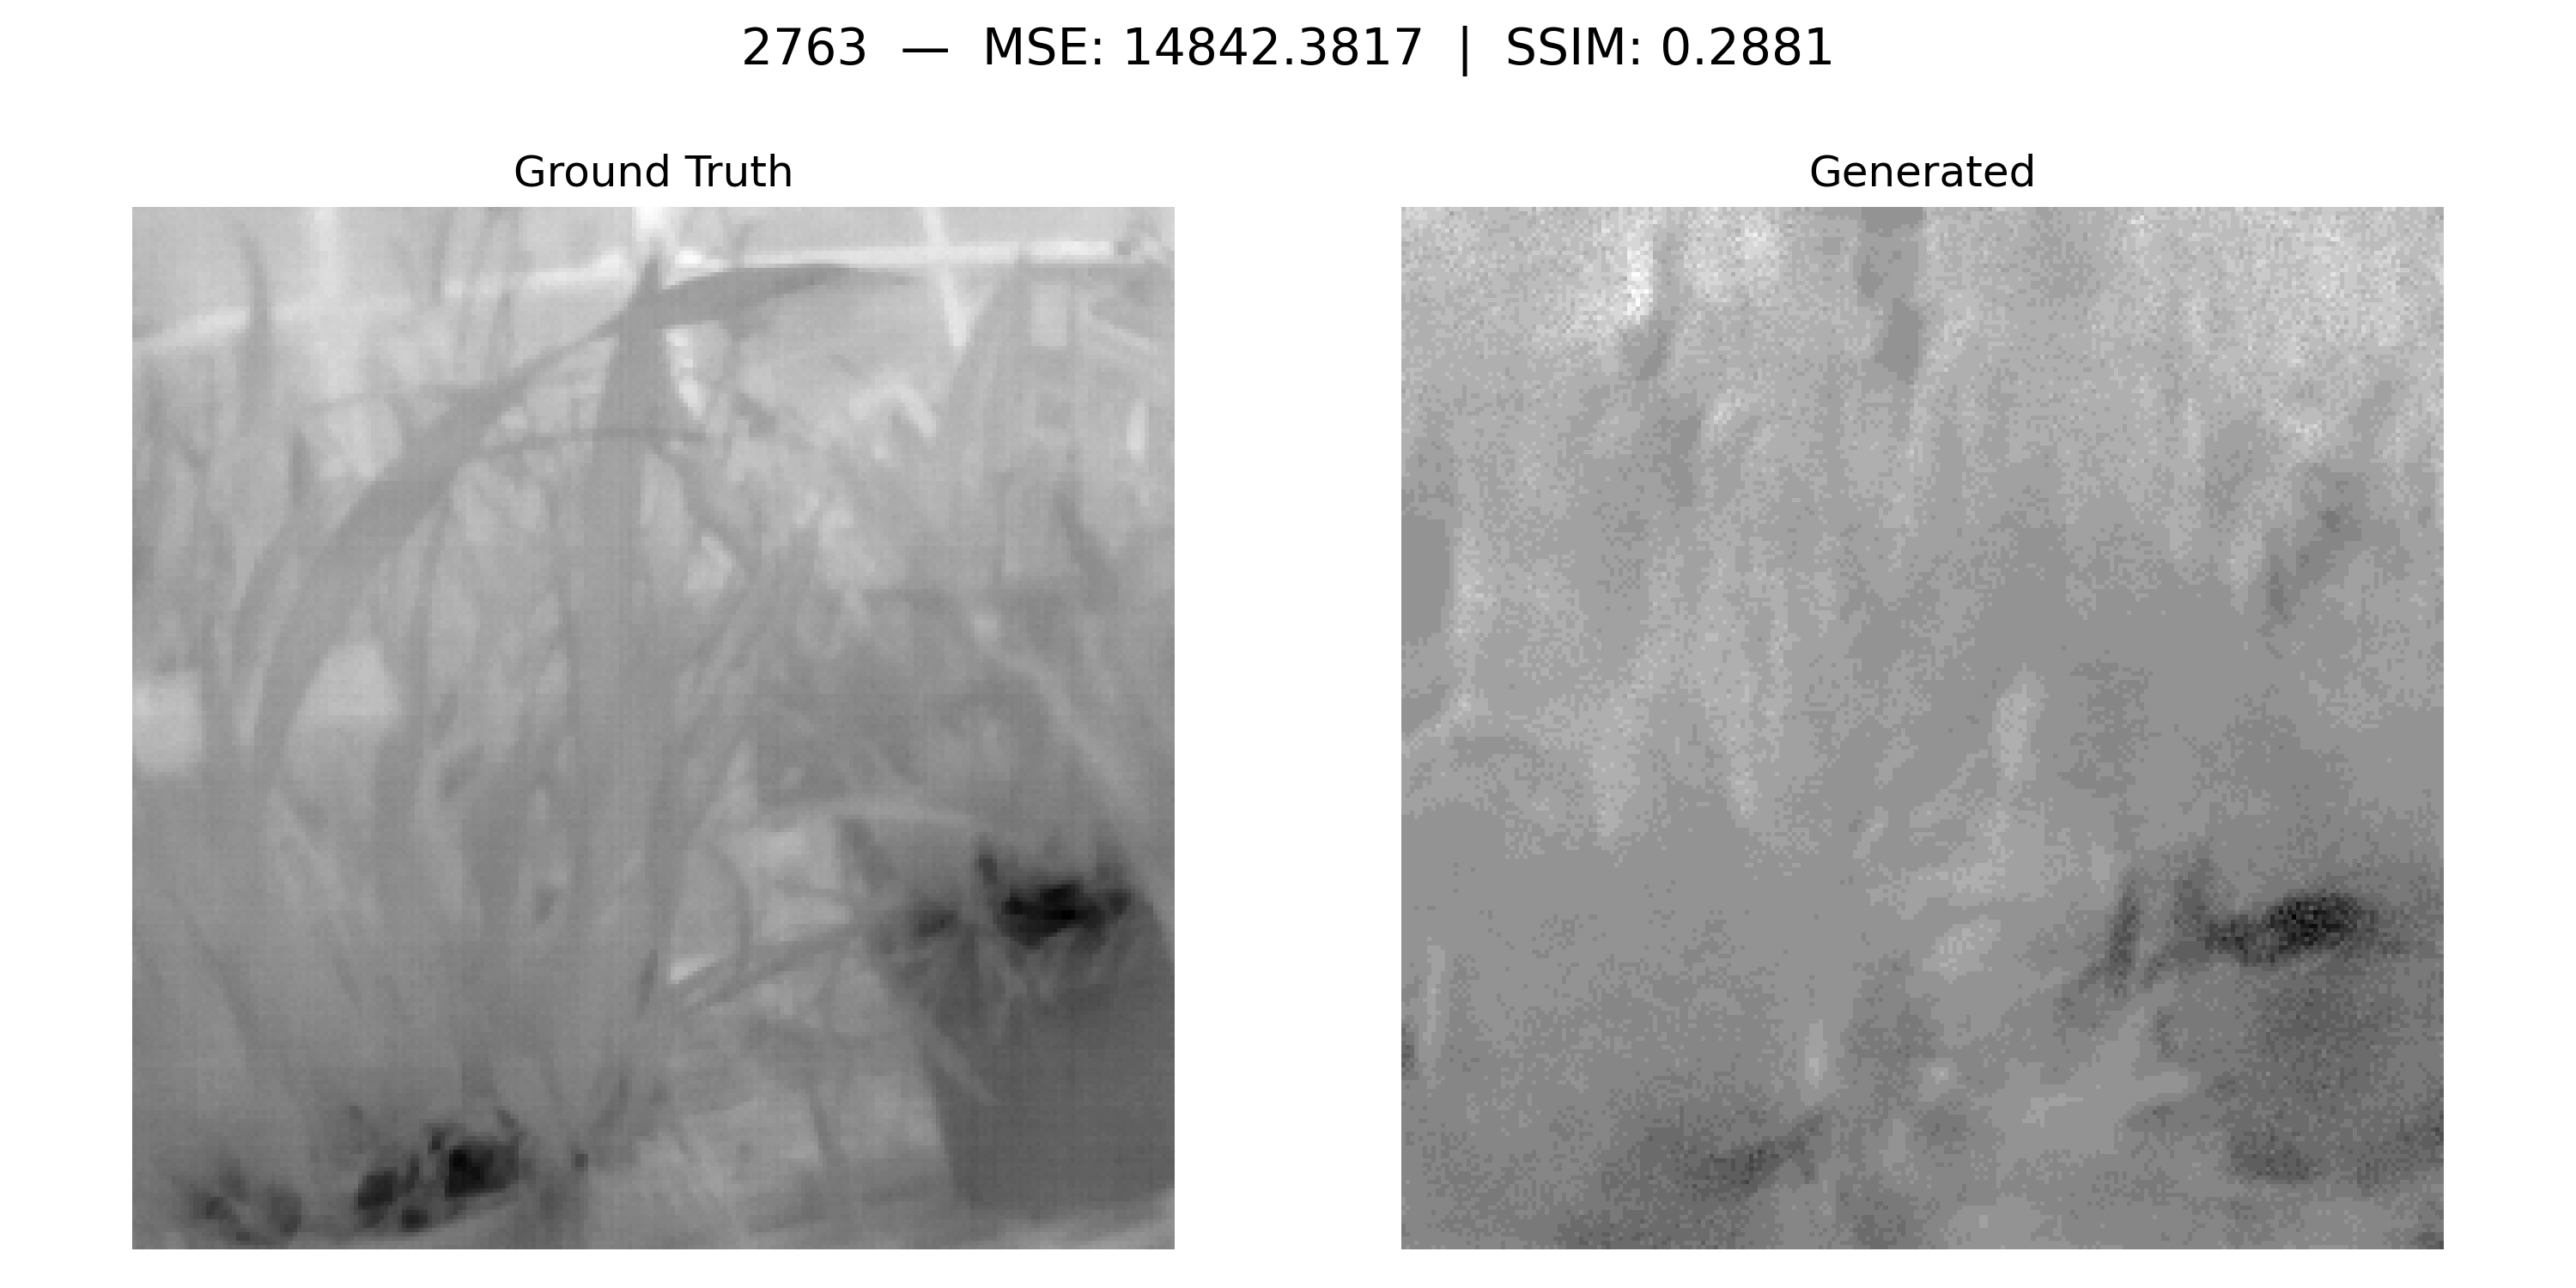 2763 — MSE: 14842.3817 | SSIM: 0.2881
Ground Truth
Generated